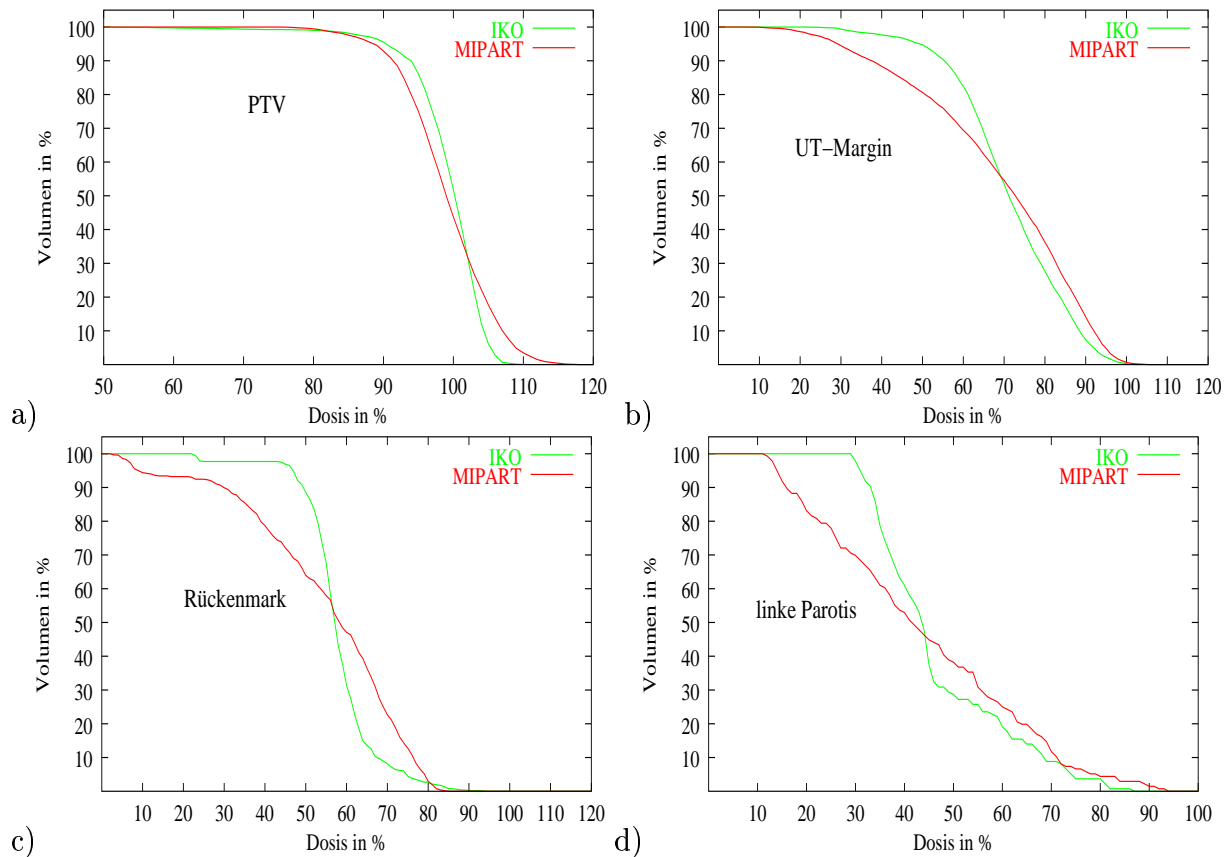 100
90
80
70
60
50
40
30
20
10
Volumen in %
IKO
MIPART
PTV
50 60 70 80 90 100 110 120
Dosis in %
a)
100
90
80
70
60
50
40
30
20
10
Volumen in %
IKO
MIPART
UT-Margin
10 20 30 40 50 60 70 80 90 100 110 120
Dosis in %
b)
100
90
80
70
60
50
40
30
20
10
Volumen in %
IKO
MIPART
Rückenmark
10 20 30 40 50 60 70 80 90 100 110 120
Dosis in %
c)
100
90
80
70
60
50
40
30
20
10
Volumen in %
IKO
MIPART
linke Parotis
10 20 30 40 50 60 70 80 90 100
Dosis in %
d)